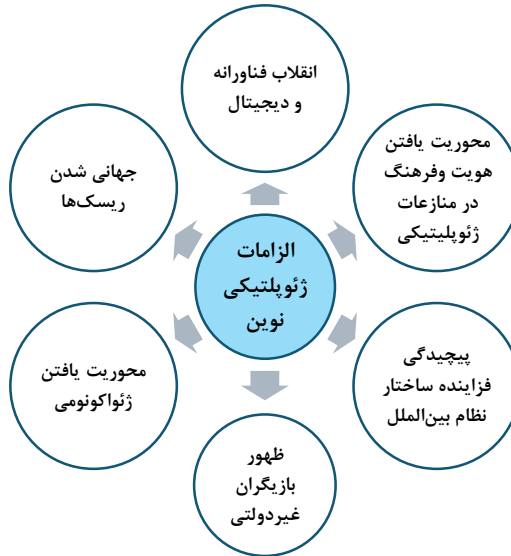 انقلاب فناورانه
و دیجیتال
محوریت یافتن
هویت وفرهنگ
در منازعات
ژئوپلیتیکی
جهانی شدن
ریسک‌ها
الزامات
ژئوپلتیکی
نوین
پیچیدگی
فزاینده ساختار
نظام بین‌الملل
محوریت یافتن
ژئواکونومی
ظهور
بازیگران
غیردولتی